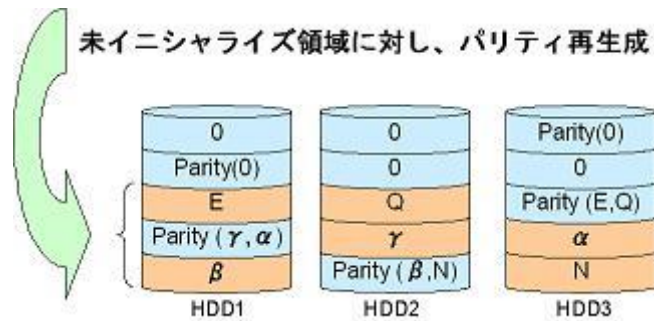 未イニシャライズ領域に対し、パリティ再生成
0 0 Parity(0)
Parity(0) 0 0
E Q Parity (E,Q)
Parity (γ,α) γ α
β Parity (β,N) N
HDD1 HDD2 HDD3